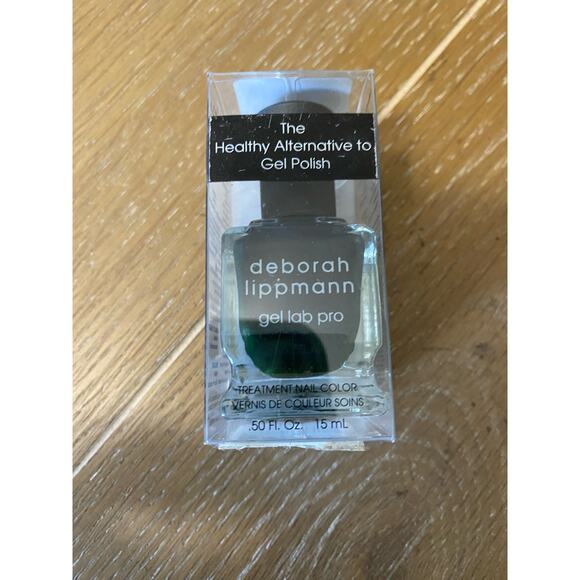 The
Healthy Alternative to
Gel Polish
deborah
lippmann
gel lab pro
TREATMENT NAIL COLOR
VERNIS DE COULEUR SOINS
.50 Fl. Oz. 15 mL